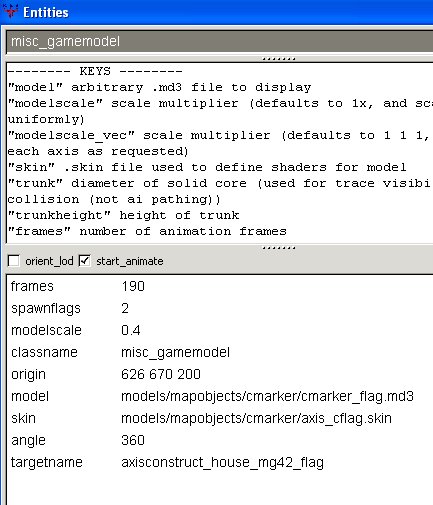 Entities
misc_gamemodel
-------- KEYS --------
"model" arbitrary .md3 file to display
"modelscale" scale multiplier (defaults to 1x, and sca
uniformly)
"modelscale_vec" scale multiplier (defaults to 1 1 1,
each axis as requested)
"skin" .skin file used to define shaders for model
"trunk" diameter of solid core (used for trace visibi
collision (not ai pathing))
"trunkheight" height of trunk
"frames" number of animation frames
orient_lod start_animate
frames 190
spawnflags 2
modelscale 0.4
classname misc_gamemodel
origin 626 670 200
model models/mapobjects/cmarker/cmarker_flag.md3
skin models/mapobjects/cmarker/axis_cflag.skin
angle 360
targetname axisconstruct_house_mg42_flag